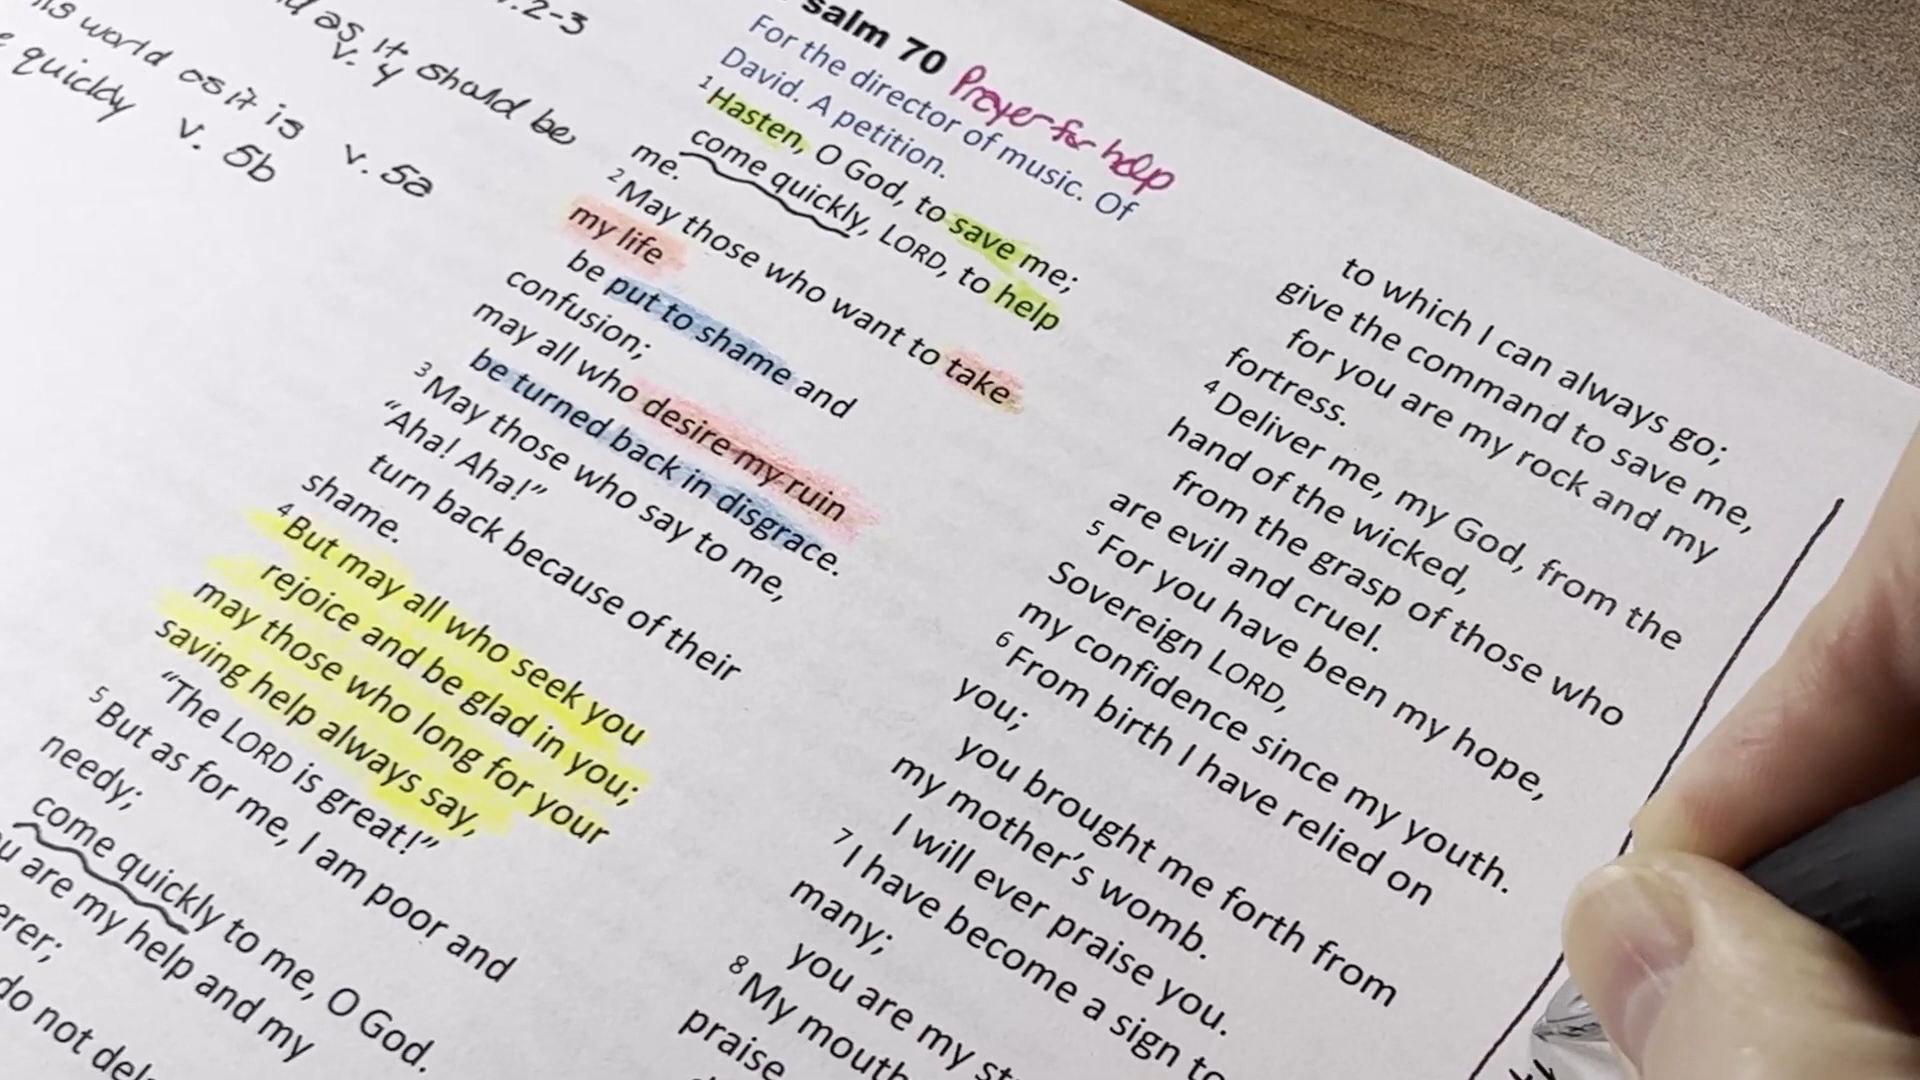 v.2-3
as it should be
v. 4
world as it is v. 5a
quickly v. 5b
Psalm 70 Prayer for help
For the director of music. Of
David. A petition.
1 Hasten, O God, to save me;
come quickly, LORD, to help
me.
2 May those who want to take
my life
be put to shame and
confusion;
may all who desire my ruin
be turned back in disgrace.
3 May those who say to me,
“Aha! Aha!”
turn back because of their
shame.
4 But may all who seek you
rejoice and be glad in you;
may those who long for your
saving help always say,
“The LORD is great!”
5 But as for me, I am poor and
needy;
come quickly to me, O God.
are my help and my
do not
to which I can always go;
give the command to save me,
for you are my rock and my
fortress.
4 Deliver me, my God, from the
hand of the wicked,
from the grasp of those who
are evil and cruel.
5 For you have been my hope,
Sovereign LORD,
my confidence since my youth.
6 From birth I have relied on
you;
you brought me forth from
my mother’s womb.
I will ever praise you.
7 I have become a sign to
many;
you are my
8 My mouth
praise